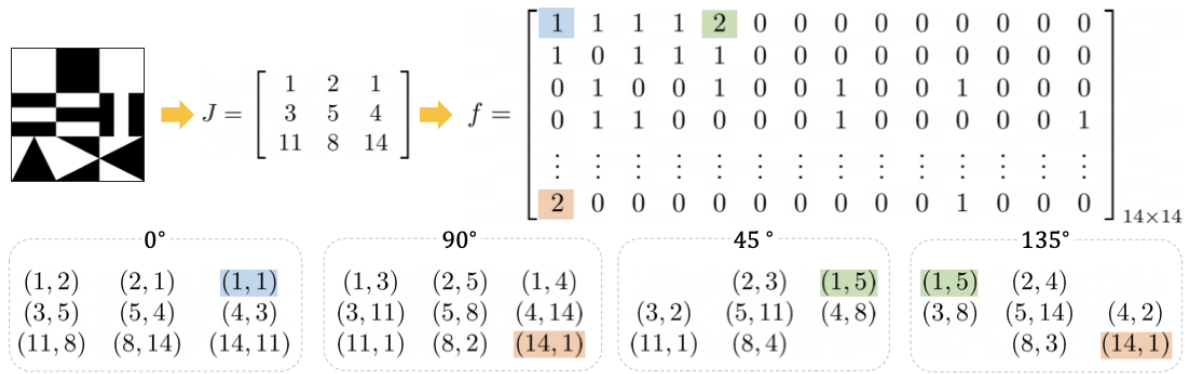 J =
1 2 1
3 5 4
11 8 14
f =
1 1 1 1 2 0 0 0 0 0 0 0 0 0
1 0 1 1 1 0 0 0 0 0 0 0 0 0
0 1 0 0 1 0 0 1 0 0 1 0 0 0
0 1 1 0 0 0 0 1 0 0 0 0 0 1
⋮ ⋮ ⋮ ⋮ ⋮ ⋮ ⋮ ⋮ ⋮ ⋮ ⋮ ⋮ ⋮ ⋮
2 0 0 0 0 0 0 0 0 0 1 0 0 0
14×14
0°
(1, 2) (2, 1) (1, 1)
(3, 5) (5, 4) (4, 3)
(11, 8) (8, 14) (14, 11)
90°
(1, 3) (2, 5) (1, 4)
(3, 11) (5, 8) (4, 14)
(11, 1) (8, 2) (14, 1)
45 °
(2, 3) (1, 5)
(3, 2) (5, 11) (4, 8)
(11, 1) (8, 4)
135°
(1, 5) (2, 4)
(3, 8) (5, 14) (4, 2)
(8, 3) (14, 1)